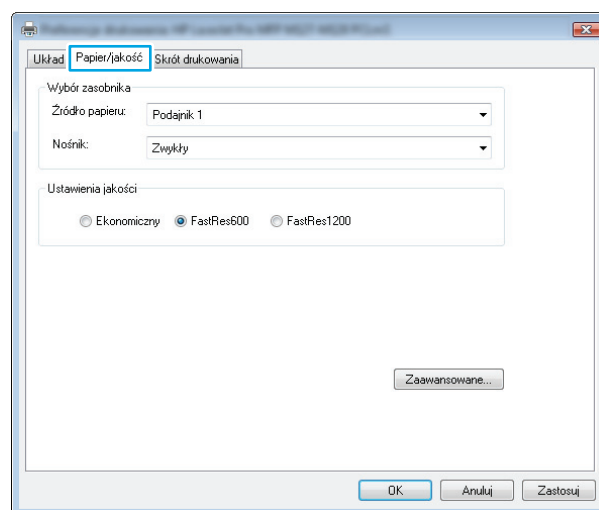 Układ Papier/jakość Skrót drukowania
Wybór zasobnika
Źródło papieru: Podajnik 1
Nośnik: Zwykły
Ustawienia jakości
Ekonomiczny FastRes600 FastRes1200
Zaawansowane...
OK Anuluj Zastosuj